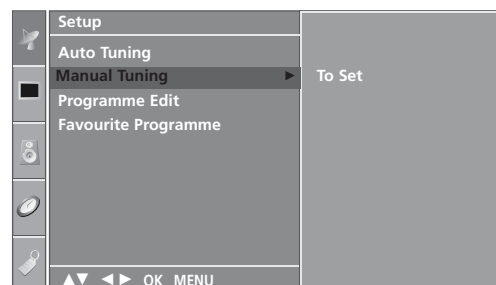 Setup
Auto Tuning
Manual Tuning ► To Set
Programme Edit
Favourite Programme
▲▼ ◄► OK MENU